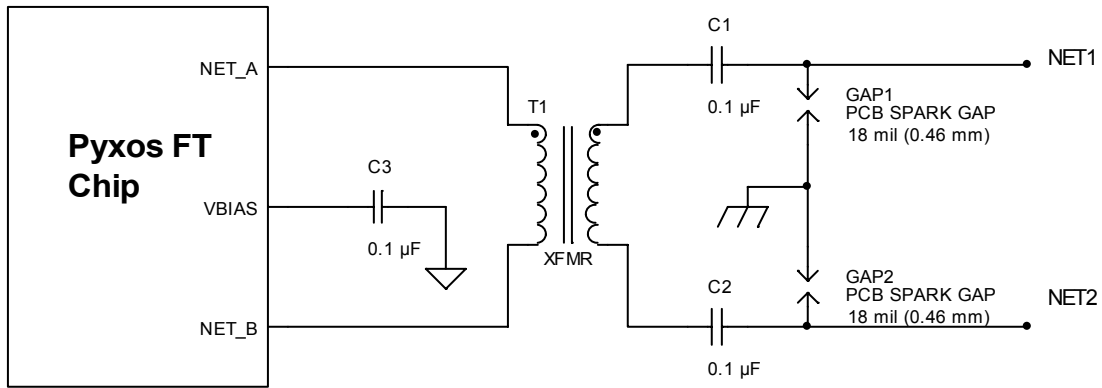 C1
NET1
NET_A
0.1 µF
GAP1
PCB SPARK GAP
18 mil (0.46 mm)
T1
Pyxos FT
Chip
C3
VBIAS
0.1 µF
XFMR
C2
GAP2
PCB SPARK GAP
18 mil (0.46 mm)
NET2
NET_B
0.1 µF